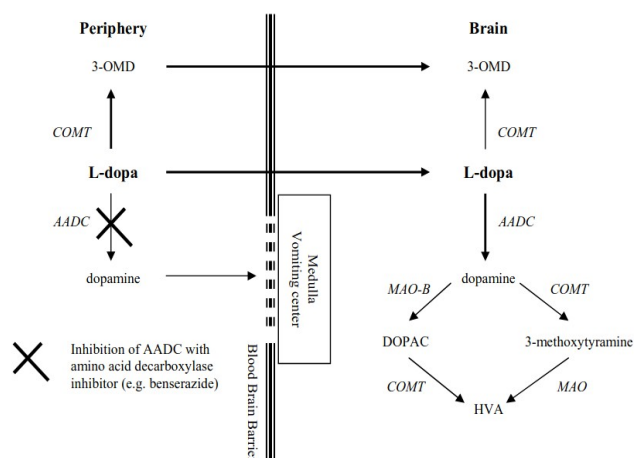 Periphery
Brain
3-OMD
3-OMD
COMT
COMT
L-dopa
L-dopa
AADC
AADC
Medulla
Vomiting center
dopamine
dopamine
MAO-B
COMT
DOPAC
3-methoxytyramine
Inhibition of AADC with
amino acid decarboxylase
inhibitor (e.g. benserazide)
Blood Brain Barrie
COMT
MAO
HVA